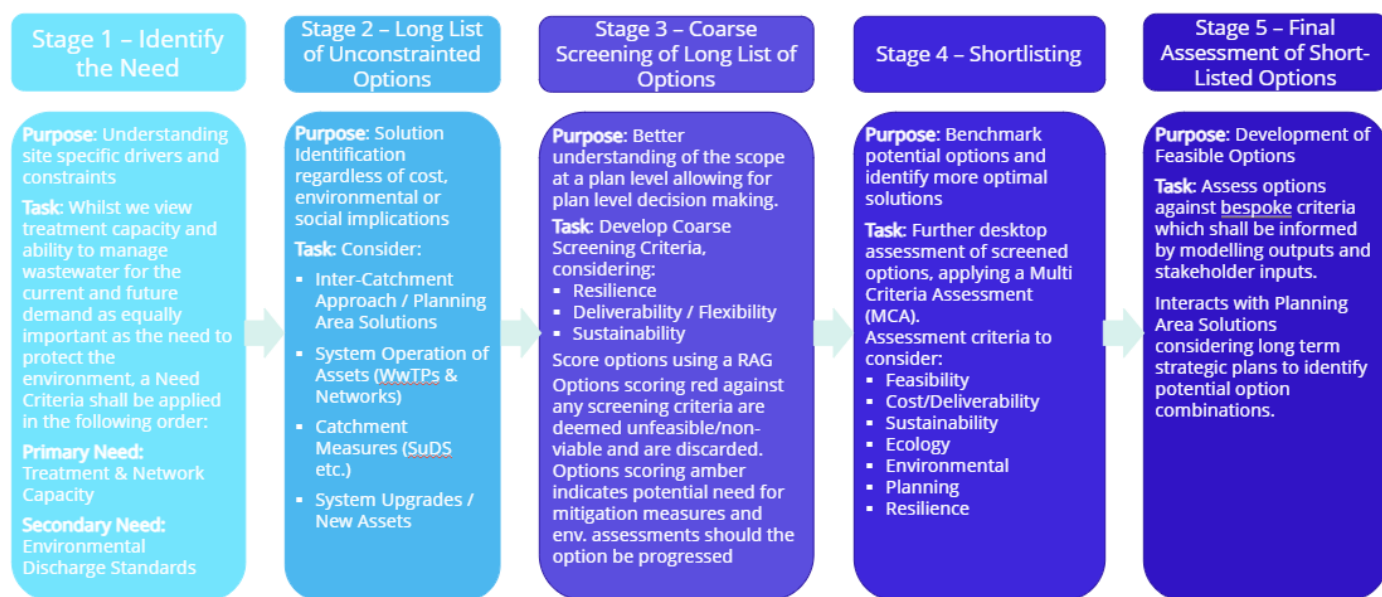 Stage 1 – Identify
the Need
Purpose: Understanding
site specific drivers and
constraints
Task: Whilst we view
treatment capacity and
ability to manage
wastewater for the
current and future
demand as equally
important as the need to
protect the
environment, a Need
Criteria shall be applied
in the following order:
Primary Need:
Treatment & Network
Capacity
Secondary Need:
Environmental
Discharge Standards
Stage 2 – Long List
of Unconstrainted
Options
Purpose: Solution
Identification
regardless of cost,
environmental or
social implications
Task: Consider:
▪ Inter-Catchment
Approach / Planning
Area Solutions
▪ System Operation of
Assets (WwTPs &
Networks)
▪ Catchment
Measures (SuDS
etc.)
▪ System Upgrades /
New Assets
Stage 3 – Coarse
Screening of Long List of
Options
Purpose: Better
understanding of the scope
at a plan level allowing for
plan level decision making.
Task: Develop Coarse
Screening Criteria,
considering:
▪ Resilience
▪ Deliverability / Flexibility
▪ Sustainability
Score options using a RAG
Options scoring red against
any screening criteria are
deemed unfeasible/non-
viable and are discarded.
Options scoring amber
indicates potential need for
mitigation measures and
env. assessments should the
option be progressed
Stage 4 – Shortlisting
Purpose: Benchmark
potential options and
identify more optimal
solutions
Task: Further desktop
assessment of screened
options, applying a Multi
Criteria Assessment
(MCA).
Assessment criteria to
consider:
▪ Feasibility
▪ Cost/Deliverability
▪ Sustainability
▪ Ecology
▪ Environmental
▪ Planning
▪ Resilience
Stage 5 – Final
Assessment of Short-
Listed Options
Purpose: Development of
Feasible Options
Task: Assess options
against bespoke criteria
which shall be informed
by modelling outputs and
stakeholder inputs.
Interacts with Planning
Area Solutions
considering long term
strategic plans to identify
potential option
combinations.